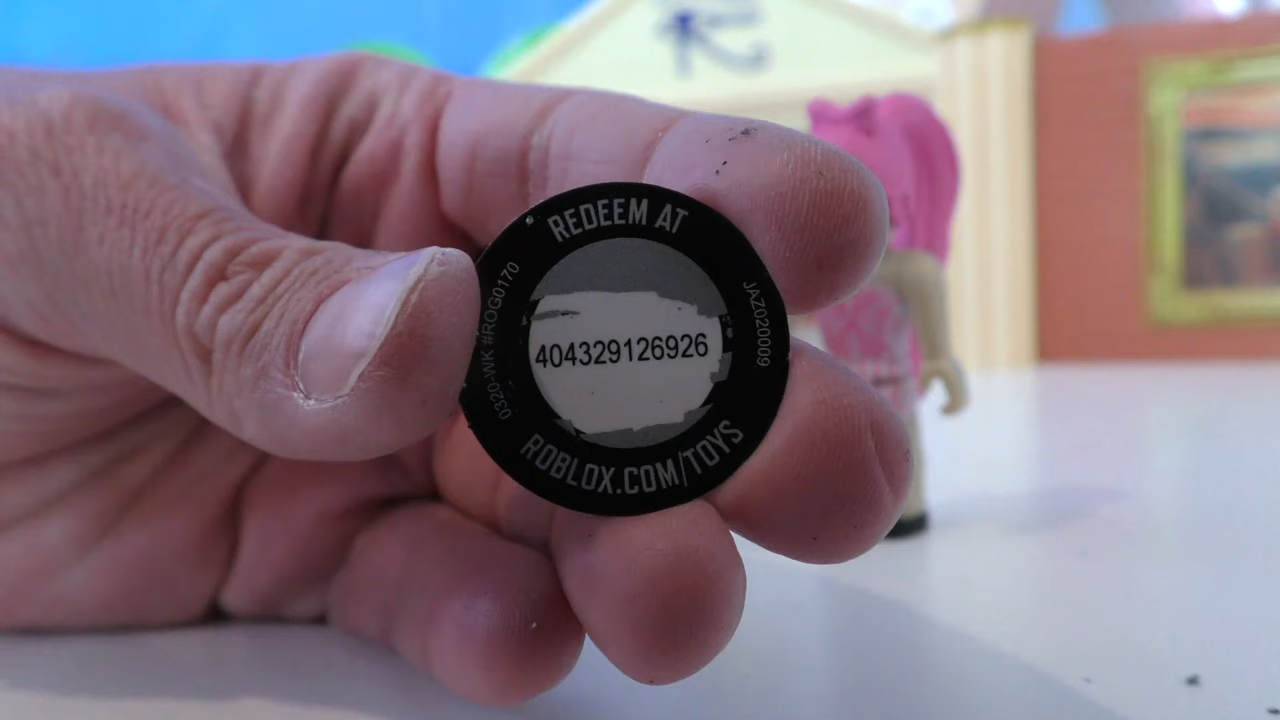 REDEEM AT
0320-WK #ROG0170
JAZ020009
404329126926
ROBLOX.COM/TOYS